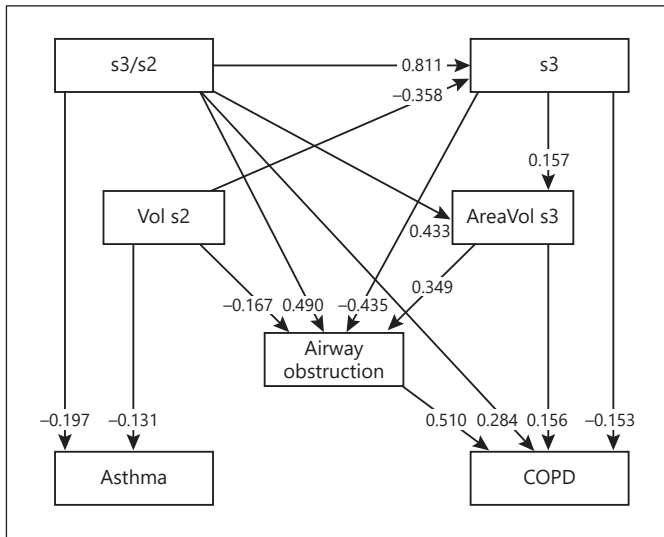 s3/s2
0.811
s3
–0.358
0.157
Vol s2
AreaVol s3
0.433
0.349
–0.167
0.490
–0.435
Airway
obstruction
–0.197
–0.131
0.510
0.284
0.156
–0.153
Asthma
COPD